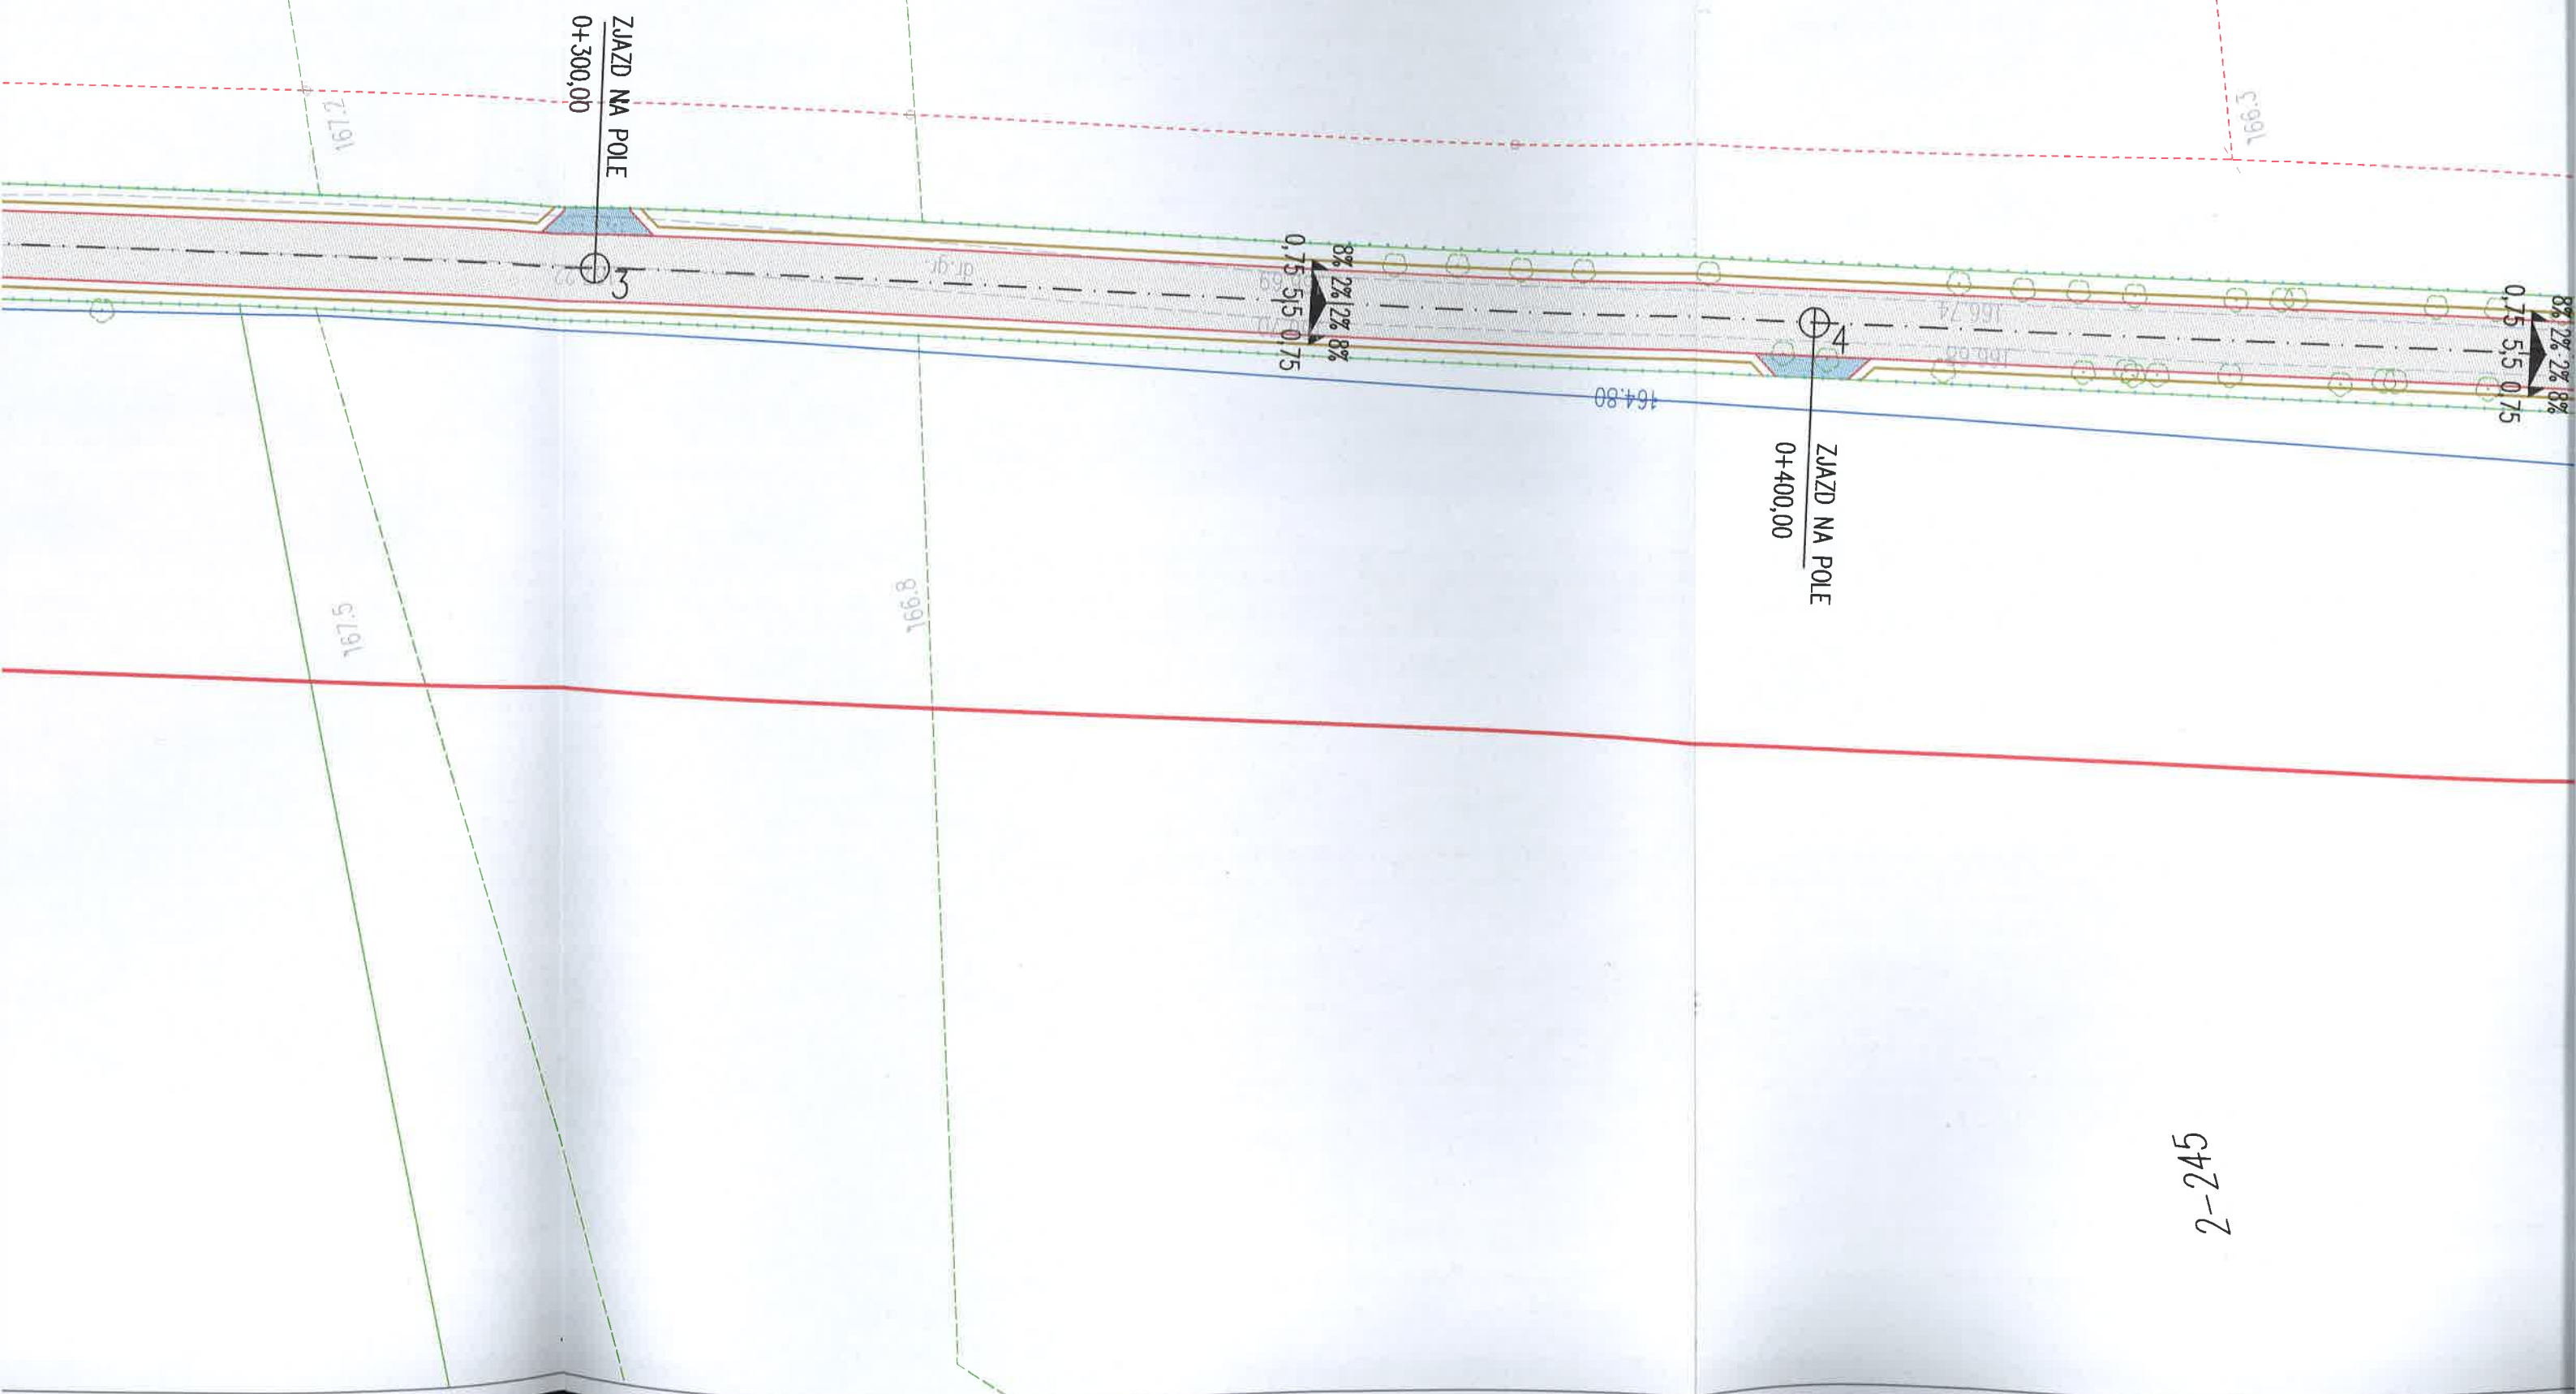 ZJAZD NA POLE
0+300,00
167.2
3
dr.gr.
8% 2% 2% 8%
0,75 5,5 0,75
166.3
166.74
4
8% 2% 2% 8%
0,75 5,5 0,75
164.80
ZJAZD NA POLE
0+400,00
167.5
166.8
2-245